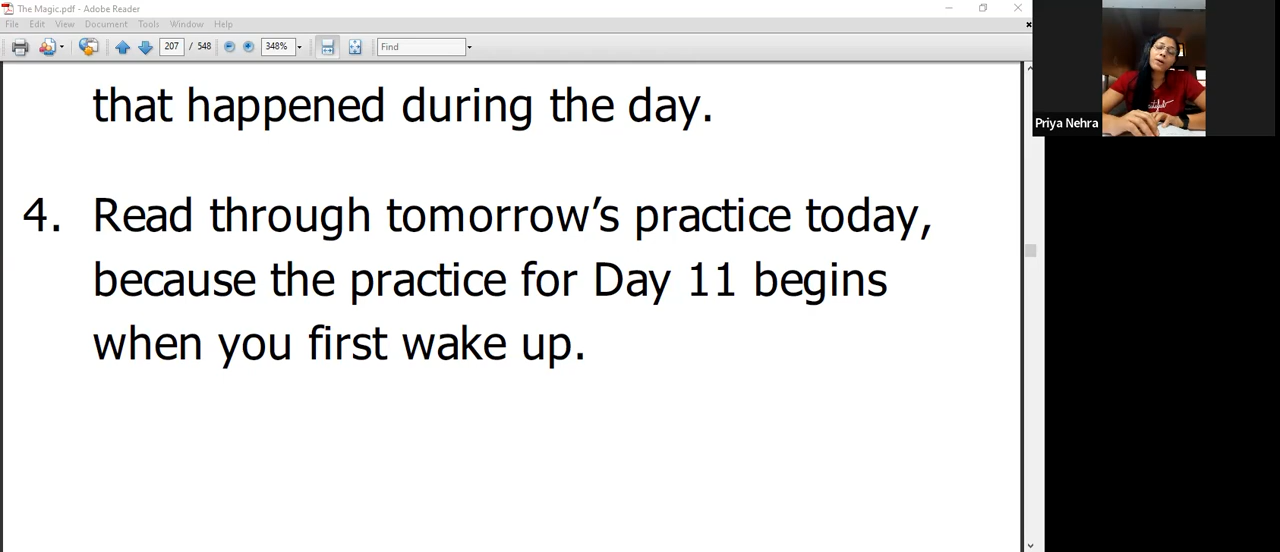 The Magic.pdf - Adobe Reader
File Edit View Document Tools Window Help
207 / 548 348% Find
that happened during the day.
4. Read through tomorrow’s practice today,
because the practice for Day 11 begins
when you first wake up.
Priya Nehra